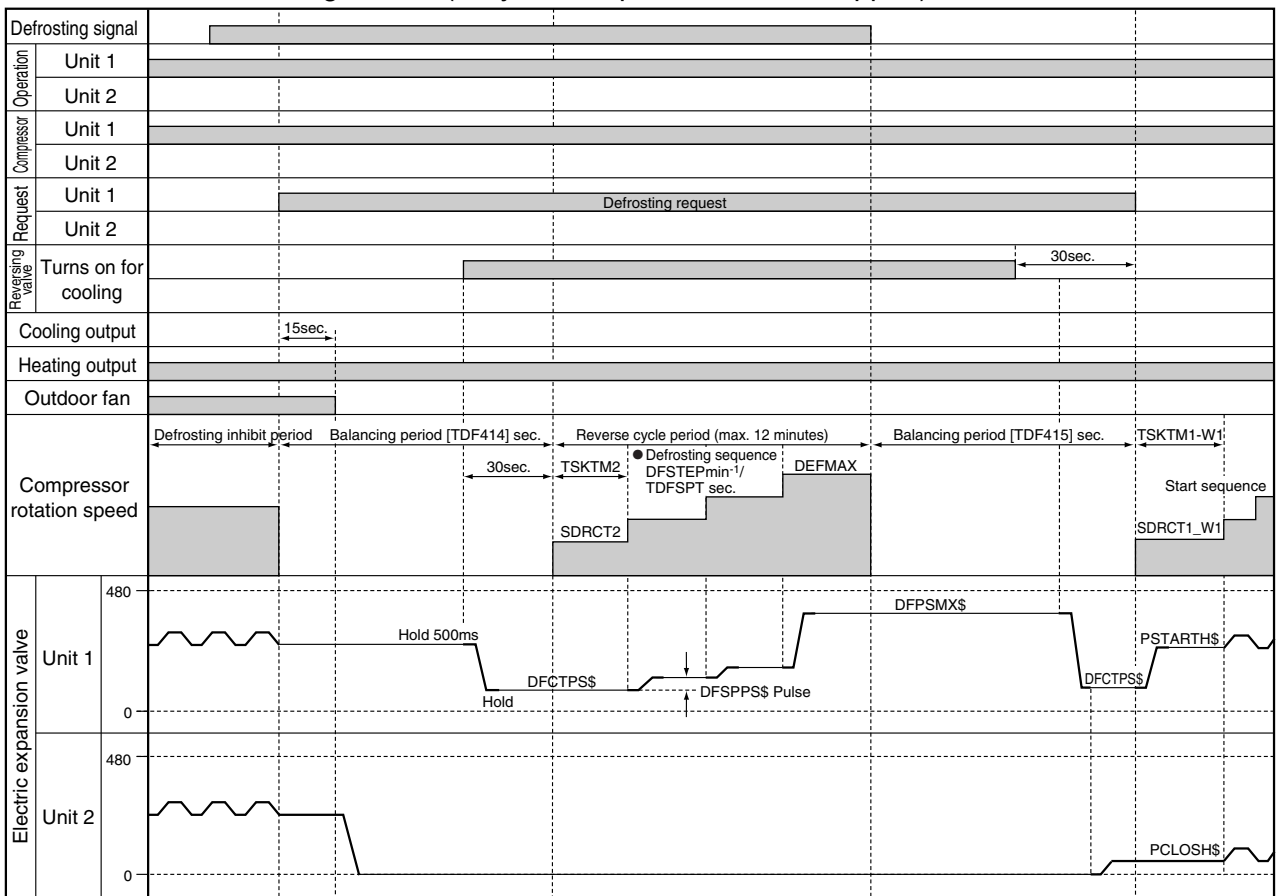 Defrosting signal
Operation
Unit 1
Unit 2
Compressor
Unit 1
Unit 2
Request
Unit 1
Defrosting request
Unit 2
Reversing valve
Turns on for cooling
30sec.
Cooling output
15sec.
Heating output
Outdoor fan
Compressor rotation speed
Defrosting inhibit period
Balancing period [TDF414] sec.
Reverse cycle period (max. 12 minutes)
Balancing period [TDF415] sec.
TSKTM1-W1
30sec.
TSKTM2
● Defrosting sequence
DFSTEPmin-1/
TDFSPT sec.
DEFMAX
Start sequence
SDRCT2
SDRCT1_W1
Electric expansion valve
Unit 1
480
0
Hold 500ms
DFCTPS$
Hold
DFSPPS$ Pulse
DFPSMX$
DFCTPS$
PSTARTH$
Unit 2
480
0
PCLOSH$